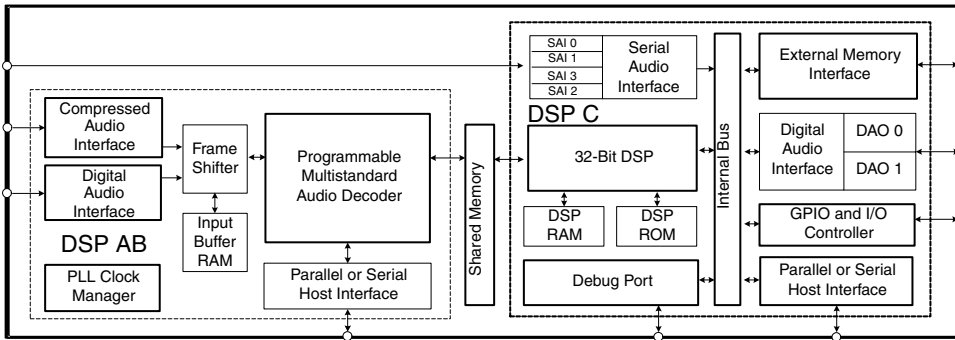 Compressed
Audio
Interface
Digital
Audio
Interface
DSP AB
PLL Clock
Manager
Frame
Shifter
Input
Buffer
RAM
Programmable
Multistandard
Audio Decoder
Parallel or Serial
Host Interface
Shared Memory
SAI 0
SAI 1
SAI 3
SAI 2
Serial
Audio
Interface
DSP C
32-Bit DSP
DSP
RAM
DSP
ROM
Debug Port
Internal Bus
External Memory
Interface
Digital
Audio
Interface
DAO 0
DAO 1
GPIO and I/O
Controller
Parallel or Serial
Host Interface